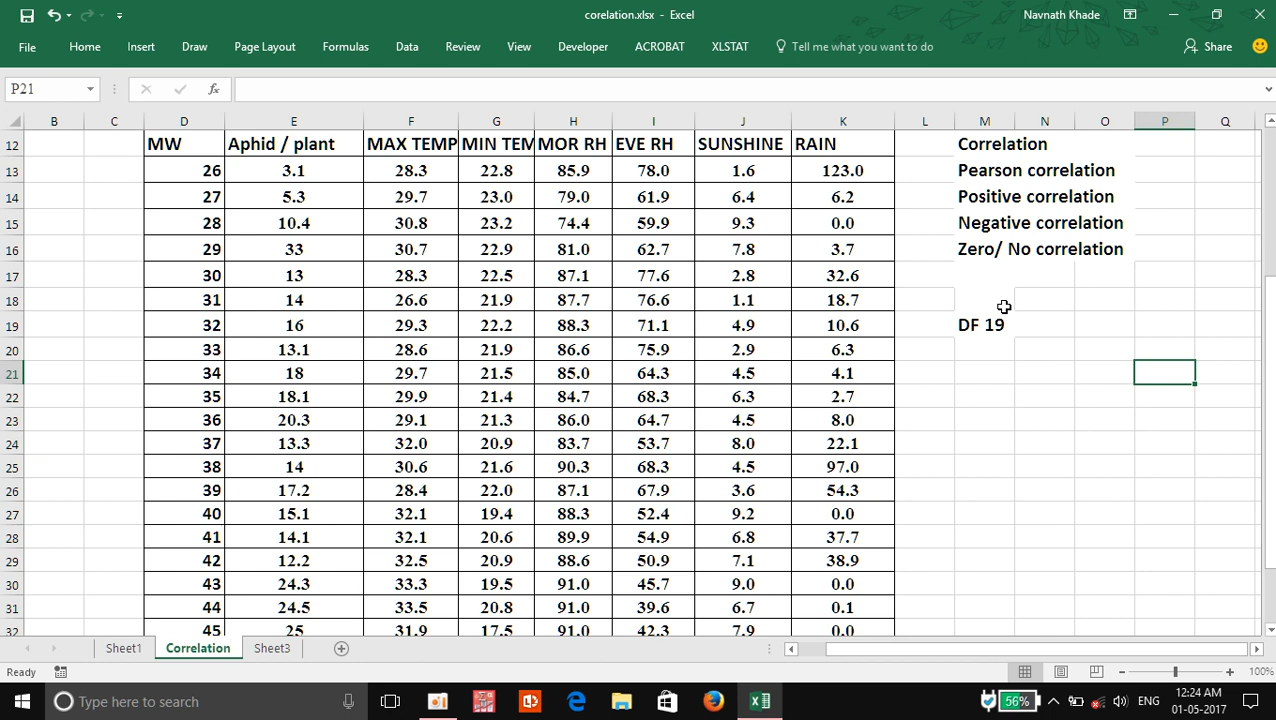 corelation.xlsx - Excel
Navnath Khade
File Home Insert Draw Page Layout Formulas Data Review View Developer ACROBAT XLSTAT Tell me what you want to do Share
P21 fx
B C D E F G H I J K L M N O P Q
12 MW Aphid / plant MAX TEMP MIN TEM MOR RH EVE RH SUNSHINE RAIN Correlation
13 26 3.1 28.3 22.8 85.9 78.0 1.6 123.0 Pearson correlation
14 27 5.3 29.7 23.0 79.0 61.9 6.4 6.2 Positive correlation
15 28 10.4 30.8 23.2 74.4 59.9 9.3 0.0 Negative correlation
16 29 33 30.7 22.9 81.0 62.7 7.8 3.7 Zero/ No correlation
17 30 13 28.3 22.5 87.1 77.6 2.8 32.6
18 31 14 26.6 21.9 87.7 76.6 1.1 18.7
19 32 16 29.3 22.2 88.3 71.1 4.9 10.6 DF 19
20 33 13.1 28.6 21.9 86.6 75.9 2.9 6.3
21 34 18 29.7 21.5 85.0 64.3 4.5 4.1
22 35 18.1 29.9 21.4 84.7 68.3 6.3 2.7
23 36 20.3 29.1 21.3 86.0 64.7 4.5 8.0
24 37 13.3 32.0 20.9 83.7 53.7 8.0 22.1
25 38 14 30.6 21.6 90.3 68.3 4.5 97.0
26 39 17.2 28.4 22.0 87.1 67.9 3.6 54.3
27 40 15.1 32.1 19.4 88.3 52.4 9.2 0.0
28 41 14.1 32.1 20.6 89.9 54.9 6.8 37.7
29 42 12.2 32.5 20.9 88.6 50.9 7.1 38.9
30 43 24.3 33.3 19.5 91.0 45.7 9.0 0.0
31 44 24.5 33.5 20.8 91.0 39.6 6.7 0.1
32 45 25 31.9 17.5 91.0 42.3 7.9 0.0
Sheet1 Correlation Sheet3
Ready 100%
Type here to search 56% ENG 12:24 AM
01-05-2017